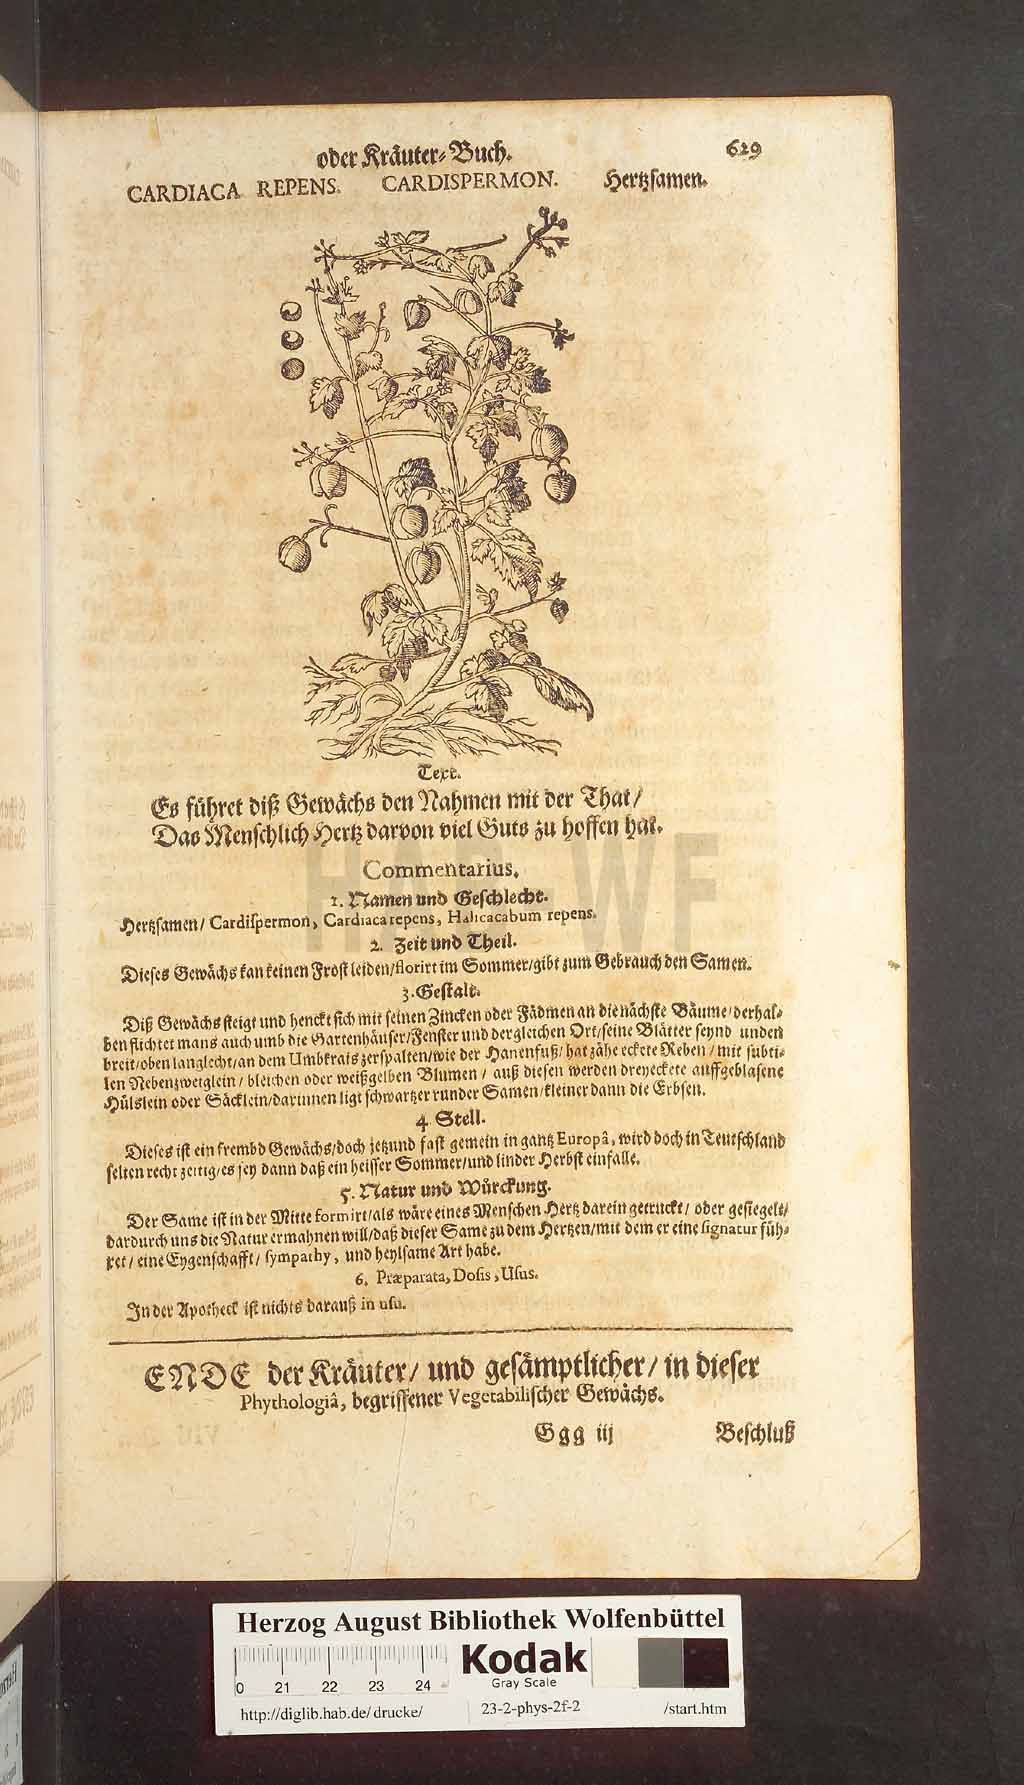 oder Kräuter-Buch. 629
CARDIACA REPENS. CARDISPERMON. Hertzsamen.
Text.
Es führet diß Gewächs den Nahmen mit der That/
Das Menschlich Hertz darvon viel Guts zu hoffen hat.
Commentarius.
1. Namen und Geschlecht.
Hertzsamen/ Cardispermon, Cardiaca repens, Halicacabum repens.
2. Zeit und Theil.
Dieses Gewächs kan keinen Frost leiden/florirt im Sommer/gibt zum Gebrauch den Samen.
3. Gestalt.
Diß Gewächs steigt und henckt sich mit seinen Zincken oder Fädmen an die nächste Bäume/derhal-
ben flichtet mans auch umb die Gartenhäuser/Fenster und dergleichen Ort/seine Blätter seynd unden
breit/oben langlecht/an dem Umbkrais zerspalten/wie der Hanenfuß/ hat zähe eckete Reben/ mit subti-
len Nebenzweiglein/ bleichen oder weißgelben Blumen/ auß diesen werden dreyeckete auffgeblasene
Hülslein oder Säcklein/darinnen ligt schwartzer runder Samen/kleiner dann die Erbsen.
4. Stell.
Dieses ist ein frembd Gewächs/doch jetzund fast gemein in gantz Europâ, wird doch in Teutschland
selten recht zeitig/es sey dann daß ein heisser Sommer/und linder Herbst einfalle.
5. Natur und Würckung.
Der Same ist in der Mitte formirt/als wäre eines Menschen Hertz darein getruckt/ oder gesiegelt/
dardurch uns die Natur ermahnen will/daß dieser Same zu dem Hertzen/mit dem er eine signatur füh-
ret/ eine Eygenschafft/ sympathy, und heylsame Art habe.
6. Præparata, Dosis, Usus.
In der Apotheck ist nichts darauß in usu.
ENDE der Kräuter/ und gesämptlicher/ in dieser
Phythologiâ, begriffener Vegetabilischer Gewächs.
Ggg iij Beschluß
HAB WF
Herzog August Bibliothek Wolfenbüttel
0 21 22 23 24
Kodak
Gray Scale
http://diglib.hab.de/drucke/ 23-2-phys-2f-2 /start.htm